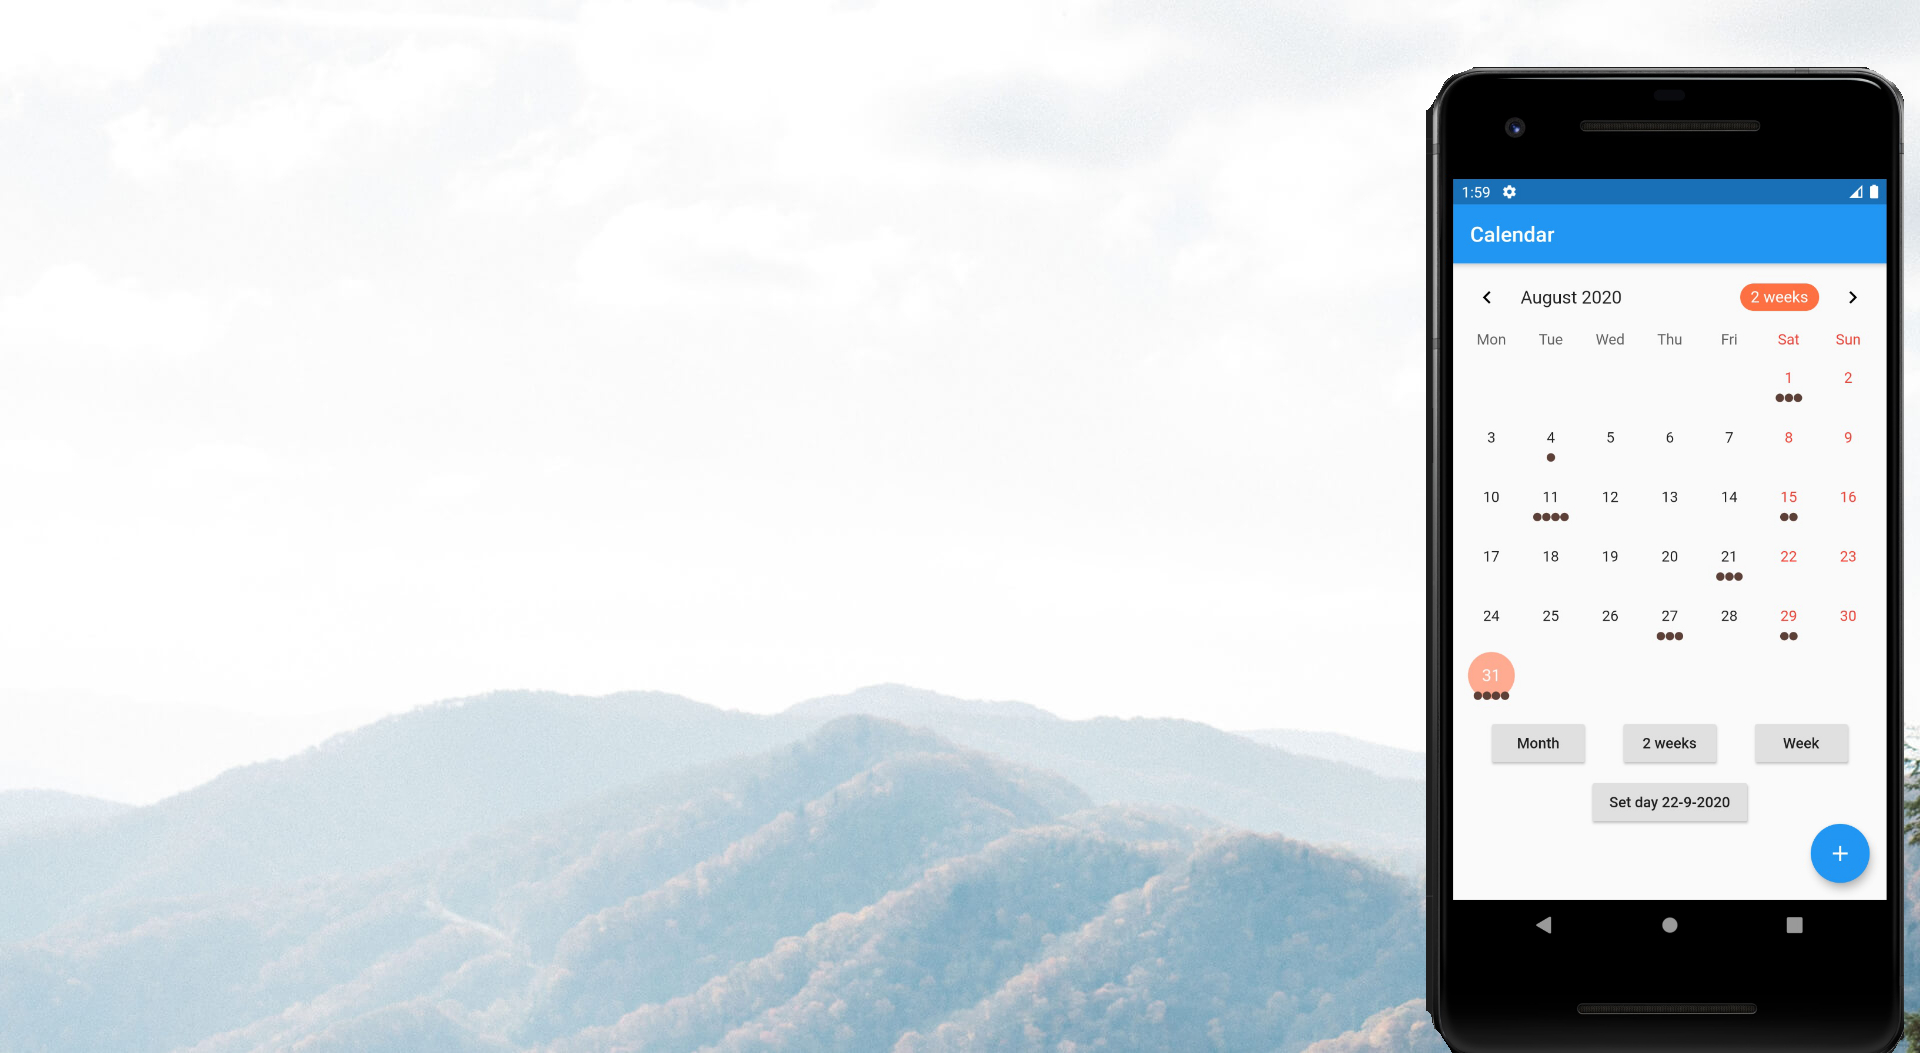 1:59
Calendar
August 2020 2 weeks
Mon Tue Wed Thu Fri Sat Sun
1 2
3 4 5 6 7 8 9
10 11 12 13 14 15 16
17 18 19 20 21 22 23
24 25 26 27 28 29 30
31
Month 2 weeks Week
Set day 22-9-2020